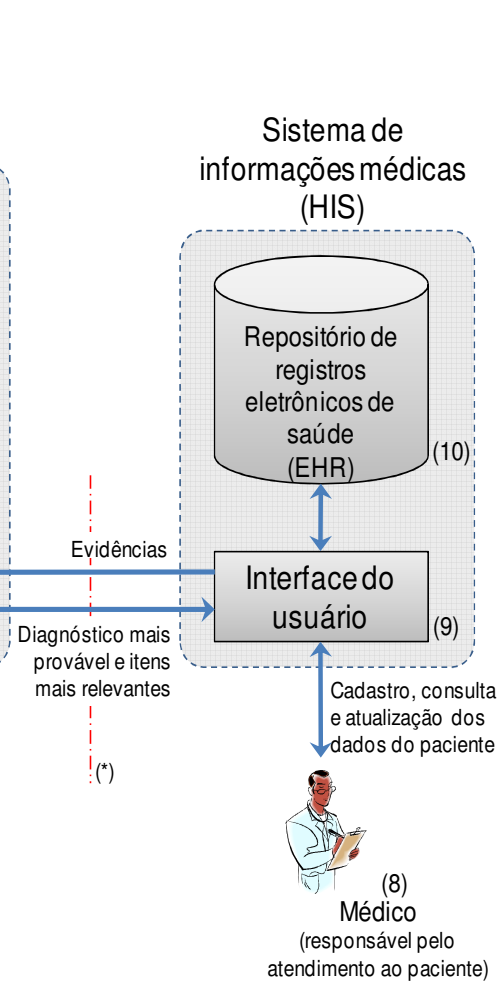 Sistema de
informações médicas
(HIS)
Repositório de
registros
eletrônicos de
saúde
(EHR)
(10)
Evidências
Interface do
usuário
(9)
Diagnóstico mais
provável e itens
mais relevantes
Cadastro, consulta
e atualização dos
dados do paciente
(*)
(8)
Médico
(responsável pelo
atendimento ao paciente)